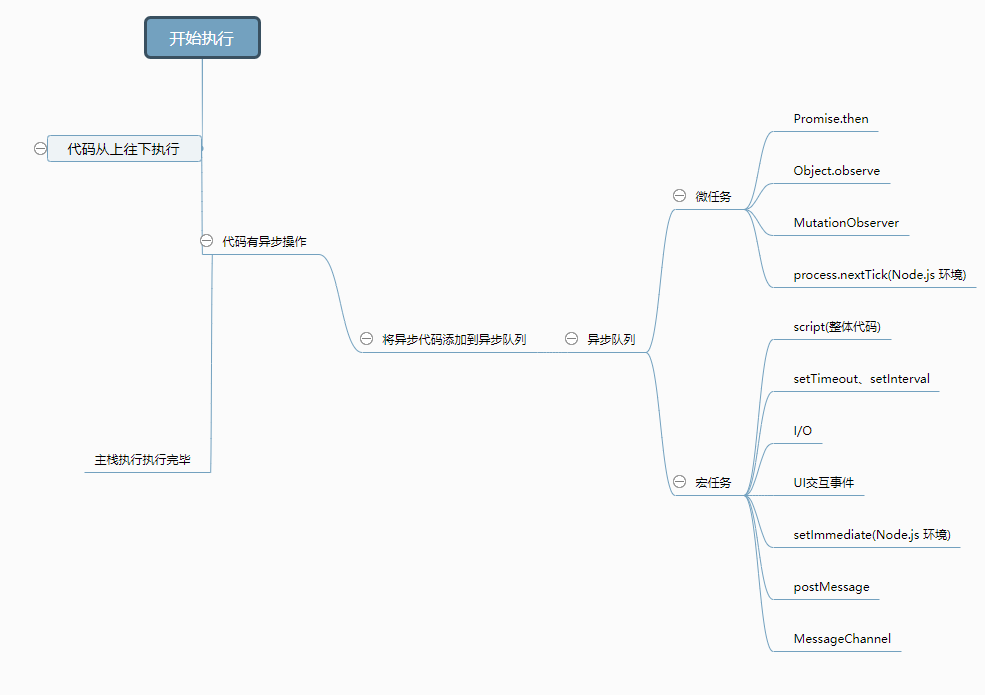 开始执行
代码从上往下执行
代码有异步操作
主栈执行执行完毕
将异步代码添加到异步队列
异步队列
微任务
Promise.then
Object.observe
MutationObserver
process.nextTick(Node.js 环境)
宏任务
script(整体代码)
setTimeout、setInterval
I/O
UI交互事件
setImmediate(Node.js 环境)
postMessage
MessageChannel